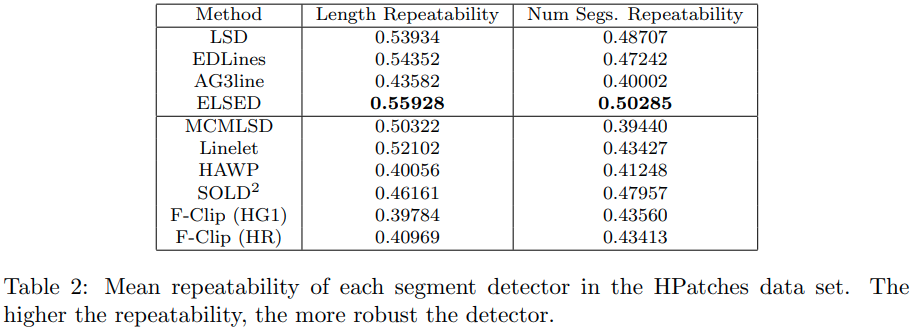 Method Length Repeatability Num Segs. Repeatability
LSD 0.53934 0.48707
EDLines 0.54352 0.47242
AG3line 0.43582 0.40002
ELSED 0.55928 0.50285
MCMLSD 0.50322 0.39440
Linelet 0.52102 0.43427
HAWP 0.40056 0.41248
SOLD² 0.46161 0.47957
F-Clip (HG1) 0.39784 0.43560
F-Clip (HR) 0.40969 0.43413
Table 2: Mean repeatability of each segment detector in the HPatches data set. The
higher the repeatability, the more robust the detector.